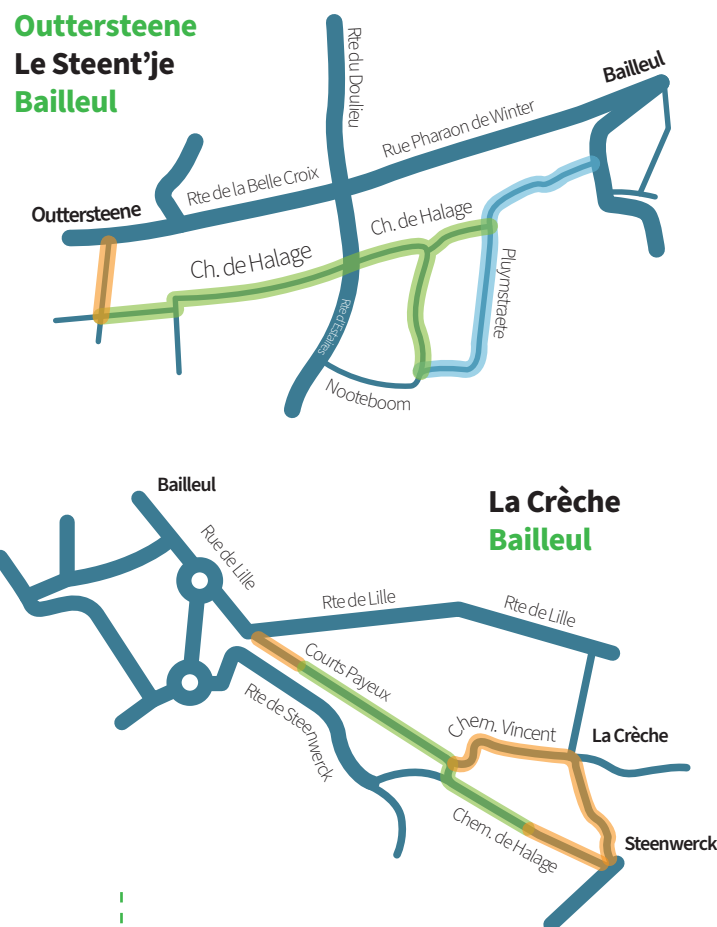 Outtersteene
Le Steent’je
Bailleul
Rte du Doulieu
Bailleul
Rue Pharaon de Winter
Rte de la Belle Croix
Outtersteene
Ch. de Halage
Ch. de Halage
Pluymstraete
Rte d'Estaires
Nooteboom
Bailleul
La Crèche
Bailleul
Rue de Lille
Rte de Lille
Rte de Lille
Courts Payeux
Rte de Steenwerck
Chem. Vincent
La Crèche
Chem. de Halage
Steenwerck